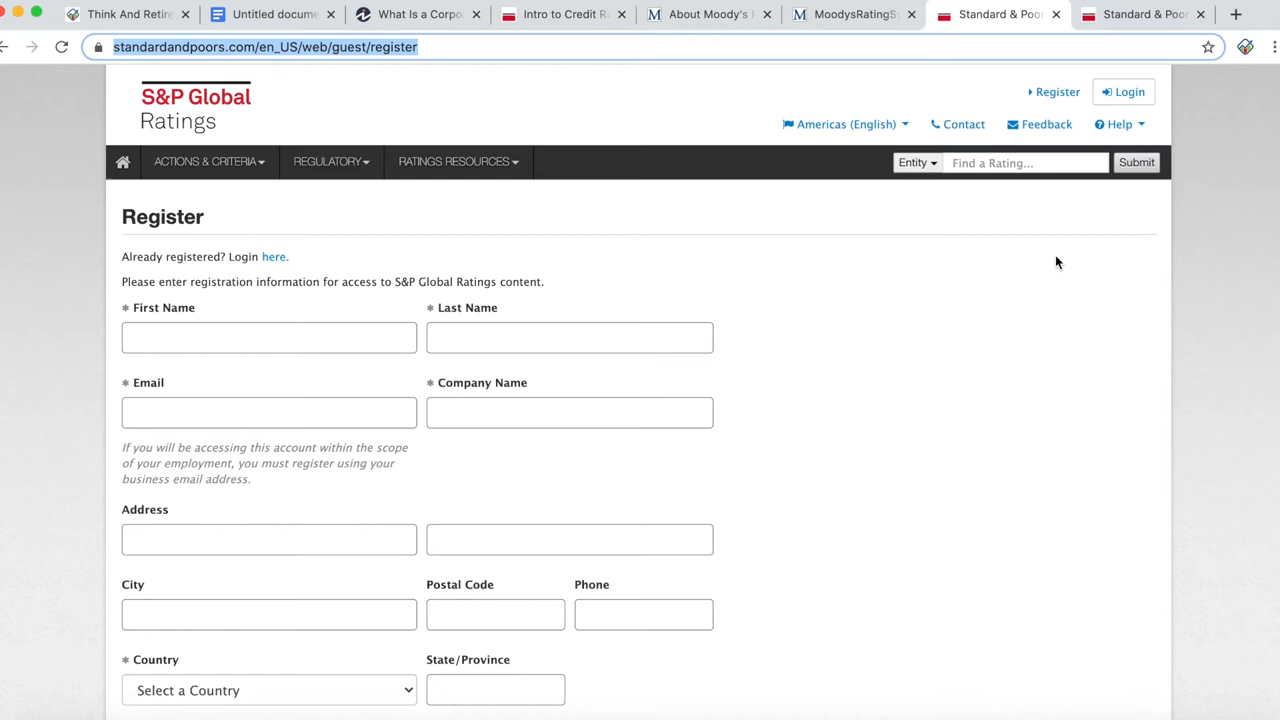 Think And Retire
Untitled docume
What Is a Corpo
Intro to Credit Ra
About Moody's
MoodysRatingSy
Standard & Poo
Standard & Poo
standardandpoors.com/en_US/web/guest/register
S&P Global
Ratings
Register
Login
Americas (English)
Contact
Feedback
Help
ACTIONS & CRITERIA
REGULATORY
RATINGS RESOURCES
Entity
Find a Rating...
Submit
Register
Already registered? Login here.
Please enter registration information for access to S&P Global Ratings content.
* First Name
* Last Name
* Email
* Company Name
If you will be accessing this account within the scope
of your employment, you must register using your
business email address.
Address
City
Postal Code
Phone
* Country
State/Province
Select a Country